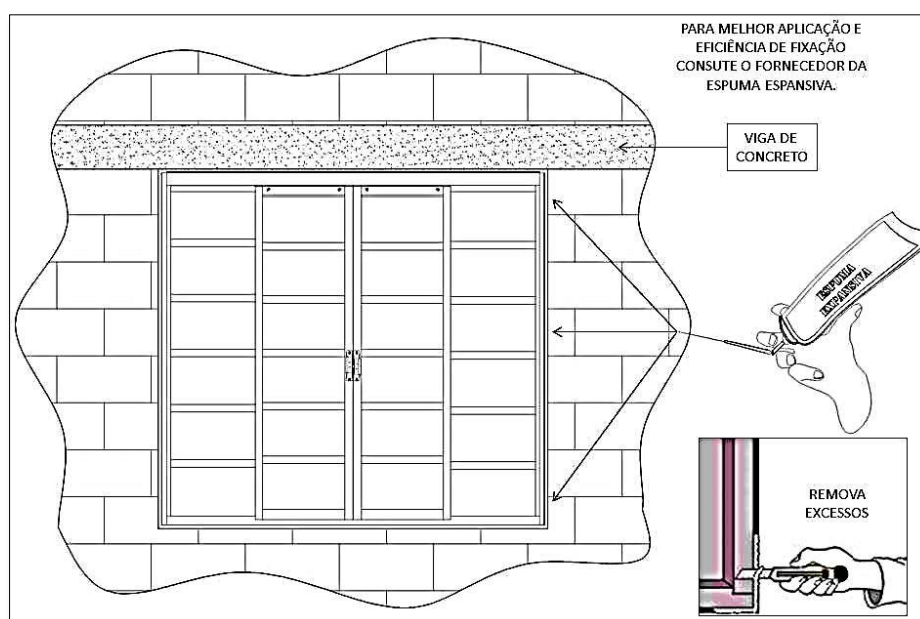 PARA MELHOR APLICAÇÃO E
EFICIÊNCIA DE FIXAÇÃO
CONSUTE O FORNECEDOR DA
ESPUMA ESPANSIVA.
VIGA DE
CONCRETO
ESPUMA
EXPANSIVA
REMOVA
EXCESSOS